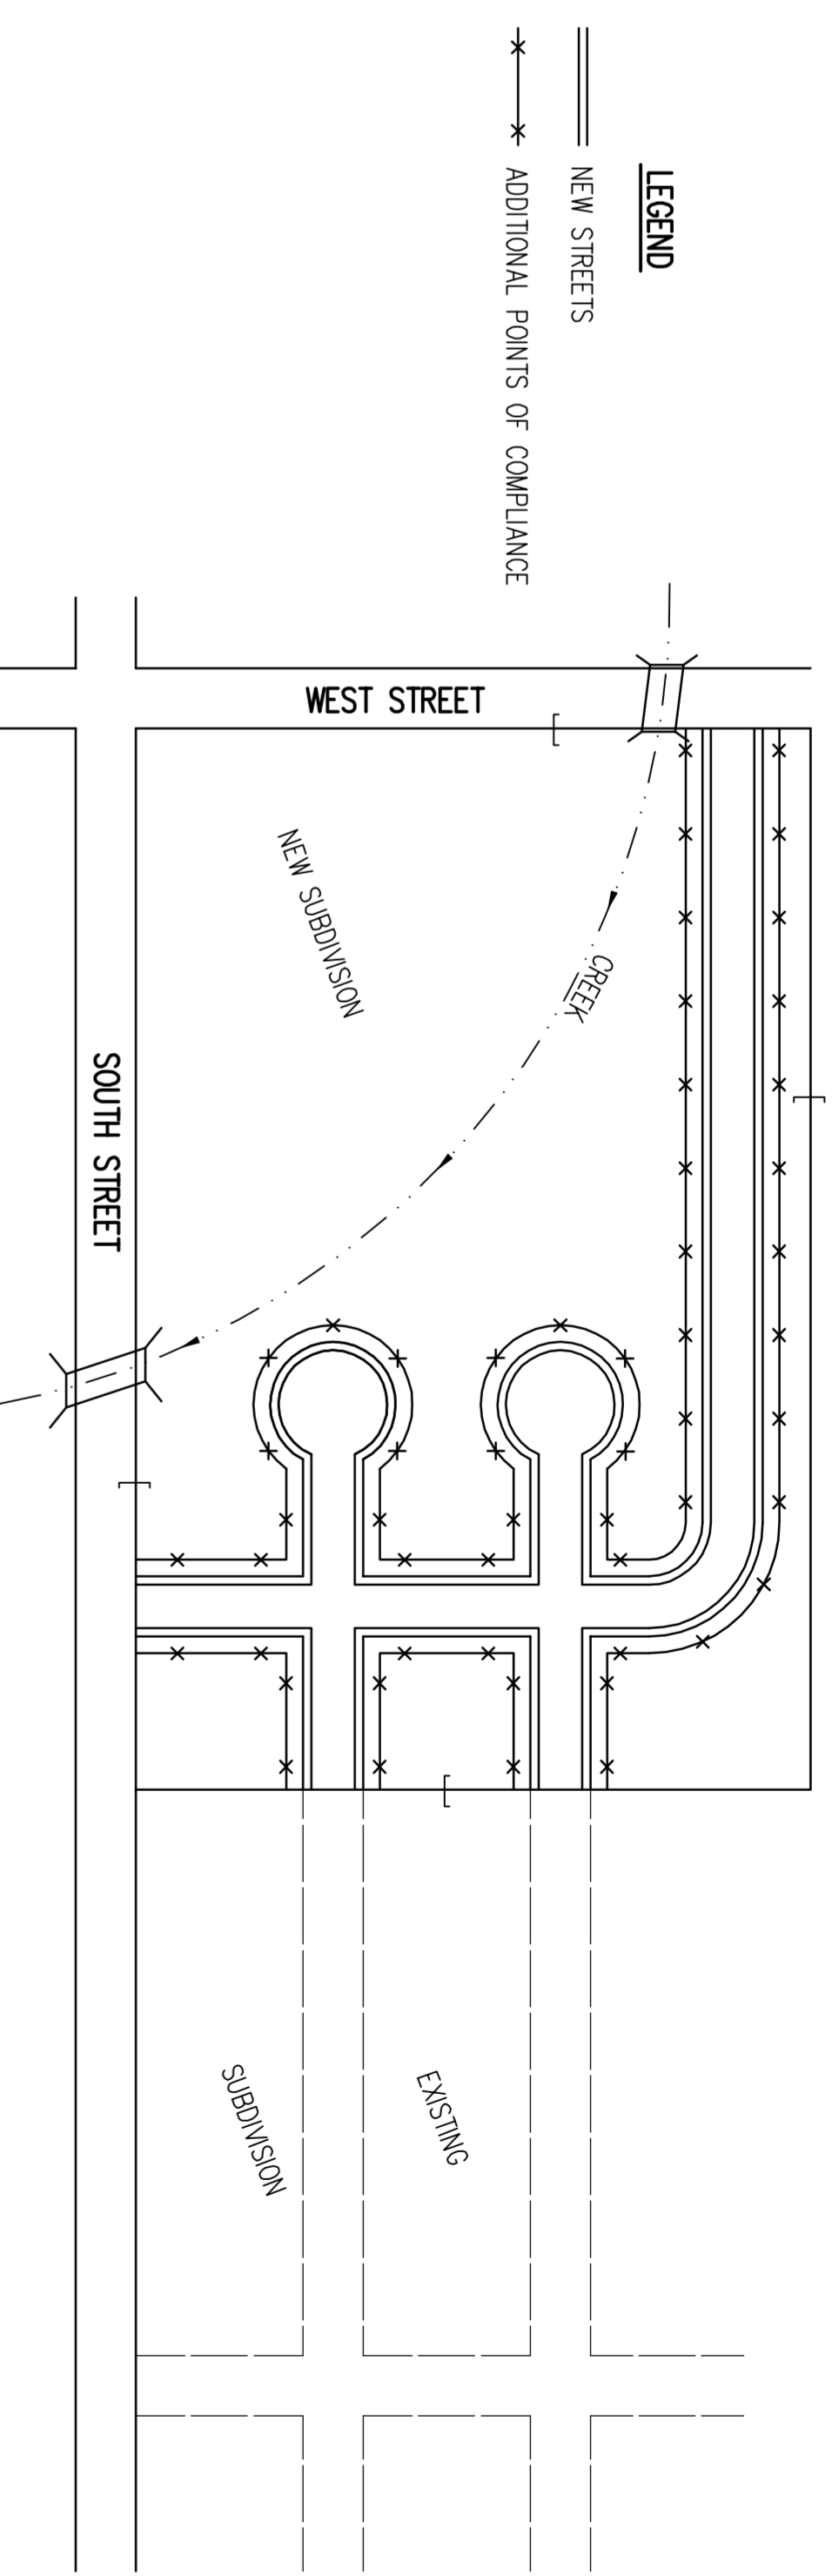 LEGEND
NEW STREETS
ADDITIONAL POINTS OF COMPLIANCE
WEST STREET
CREEK
NEW SUBDIVISION
SOUTH STREET
EXISTING
SUBDIVISION